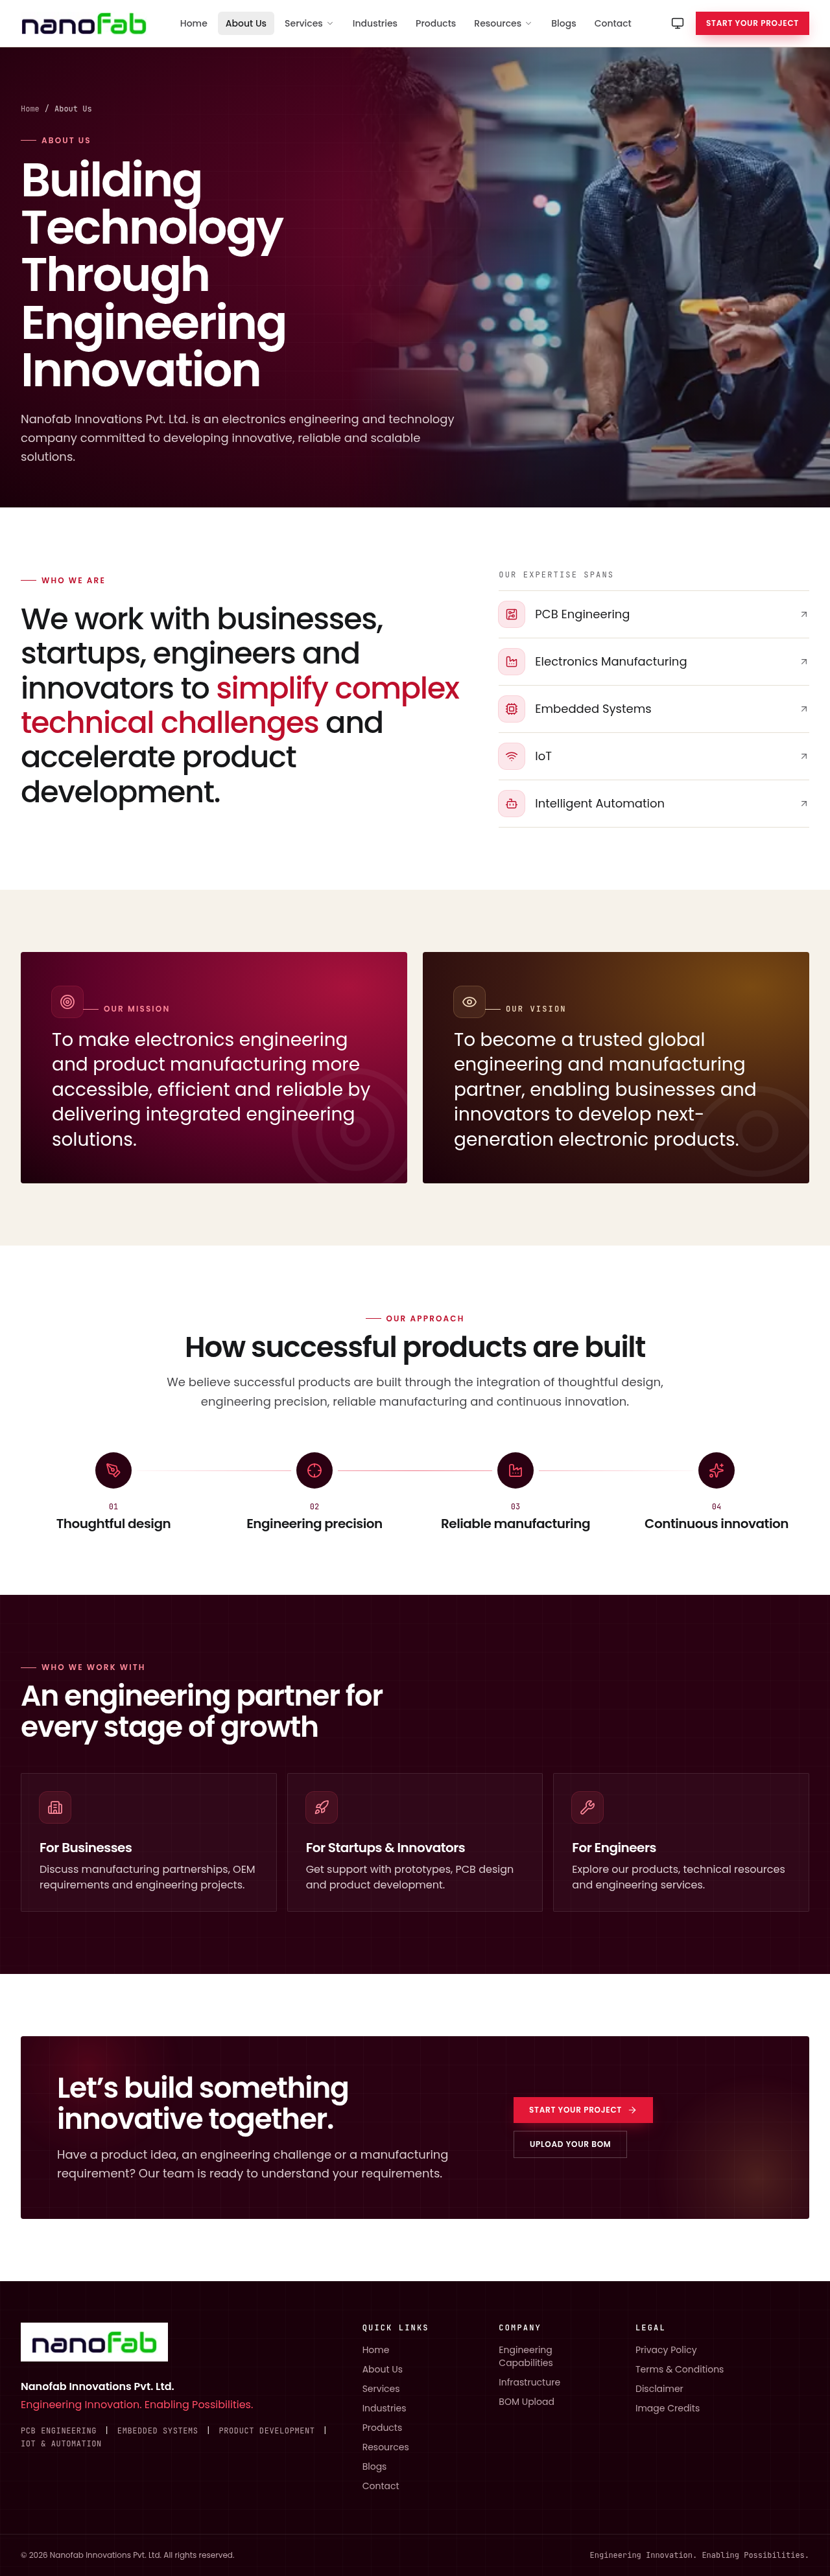 nanoFab
Home
About Us
Services
Industries
Products
Resources
Blogs
Contact
START YOUR PROJECT
Home / About Us
ABOUT US
Building
Technology
Through
Engineering
Innovation
Nanofab Innovations Pvt. Ltd. is an electronics engineering and technology
company committed to developing innovative, reliable and scalable
solutions.
WHO WE ARE
We work with businesses,
startups, engineers and
innovators to simplify complex
technical challenges and
accelerate product
development.
OUR EXPERTISE SPANS
PCB Engineering
Electronics Manufacturing
Embedded Systems
IoT
Intelligent Automation
OUR MISSION
To make electronics engineering
and product manufacturing more
accessible, efficient and reliable by
delivering integrated engineering
solutions.
OUR VISION
To become a trusted global
engineering and manufacturing
partner, enabling businesses and
innovators to develop next-
generation electronic products.
OUR APPROACH
How successful products are built
We believe successful products are built through the integration of thoughtful design,
engineering precision, reliable manufacturing and continuous innovation.
01
Thoughtful design
02
Engineering precision
03
Reliable manufacturing
04
Continuous innovation
WHO WE WORK WITH
An engineering partner for
every stage of growth
For Businesses
Discuss manufacturing partnerships, OEM
requirements and engineering projects.
For Startups & Innovators
Get support with prototypes, PCB design
and product development.
For Engineers
Explore our products, technical resources
and engineering services.
Let’s build something
innovative together.
Have a product idea, an engineering challenge or a manufacturing
requirement? Our team is ready to understand your requirements.
START YOUR PROJECT
UPLOAD YOUR BOM
nanoFab
Nanofab Innovations Pvt. Ltd.
Engineering Innovation. Enabling Possibilities.
PCB ENGINEERING | EMBEDDED SYSTEMS | PRODUCT DEVELOPMENT |
IOT & AUTOMATION
QUICK LINKS
Home
About Us
Services
Industries
Products
Resources
Blogs
Contact
COMPANY
Engineering
Capabilities
Infrastructure
BOM Upload
LEGAL
Privacy Policy
Terms & Conditions
Disclaimer
Image Credits
© 2026 Nanofab Innovations Pvt. Ltd. All rights reserved.
Engineering Innovation. Enabling Possibilities.